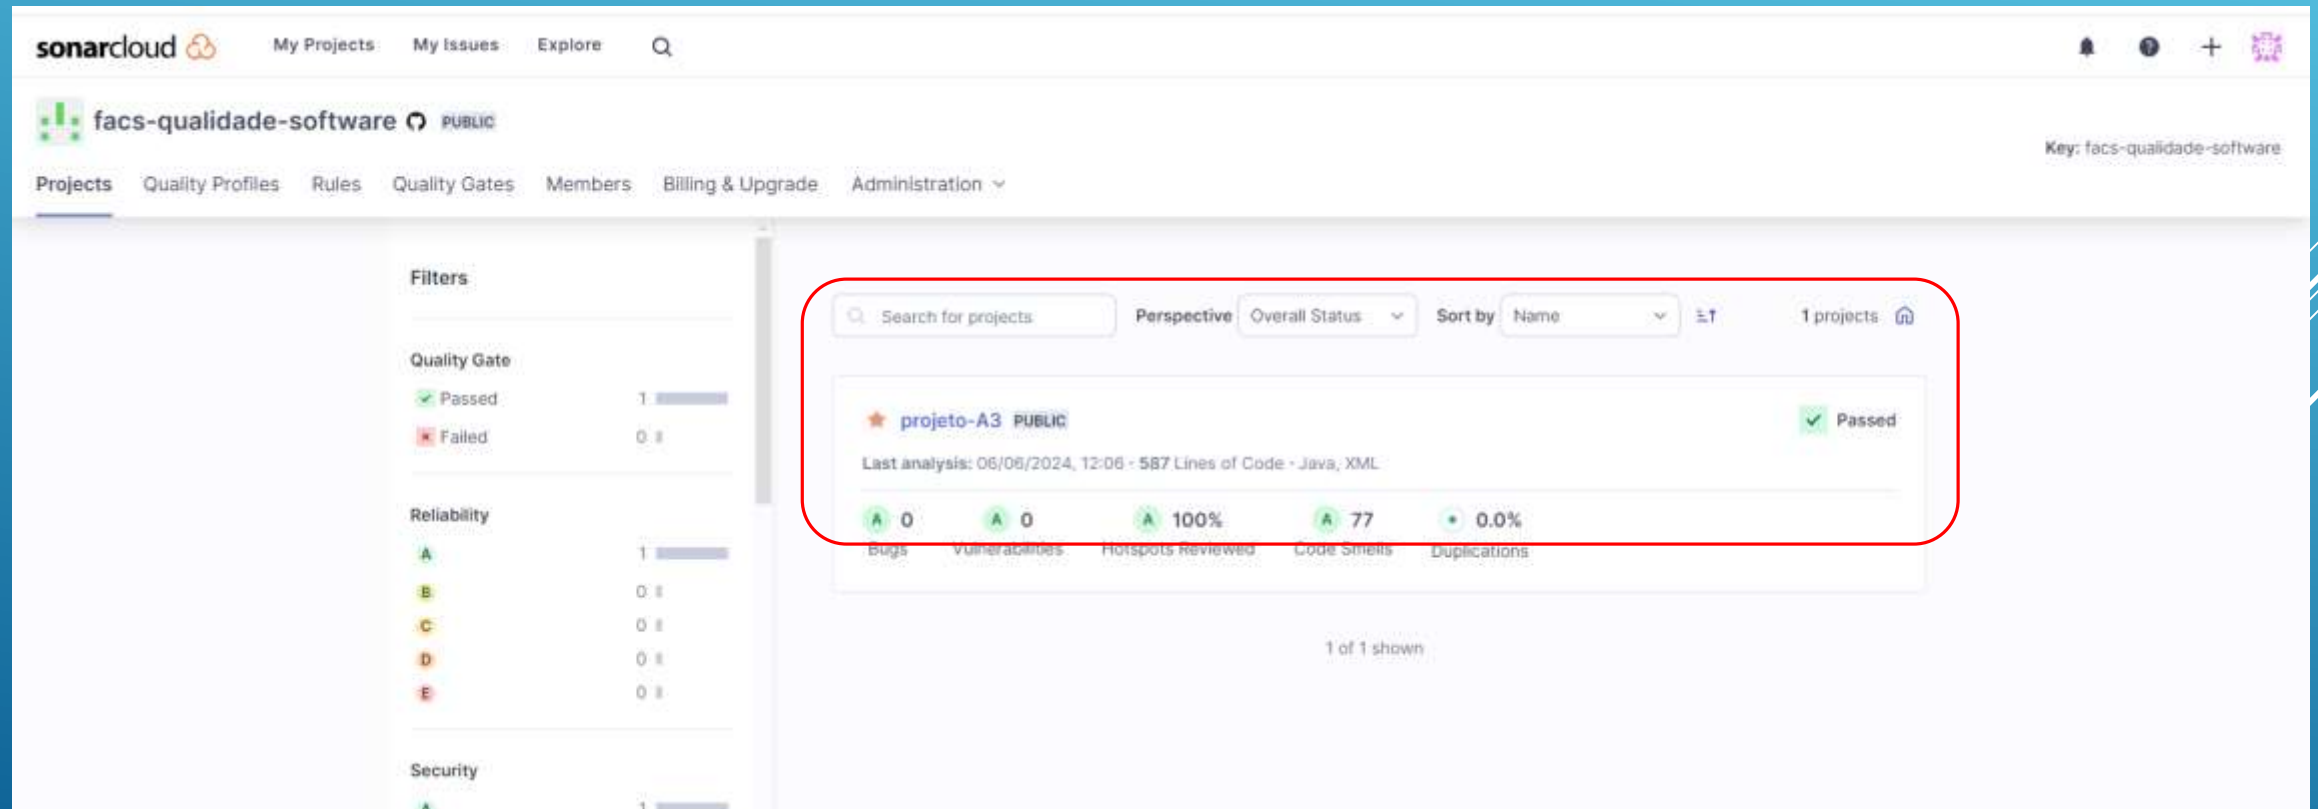 sonarcloud My Projects My Issues Explore
facs-qualidade-software PUBLIC
Key: facs-qualidade-software
Projects Quality Profiles Rules Quality Gates Members Billing & Upgrade Administration
Filters
Quality Gate
Passed 1
Failed 0
Reliability
A 1
B 0
C 0
D 0
E 0
Security
A 1
Search for projects Perspective Overall Status Sort by Name 1 projects
projeto-A3 PUBLIC Passed
Last analysis: 06/06/2024, 12:06 · 587 Lines of Code · Java, XML
A 0 A 0 A 100% A 77 0.0%
Bugs Vulnerabilities Hotspots Reviewed Code Smells Duplications
1 of 1 shown